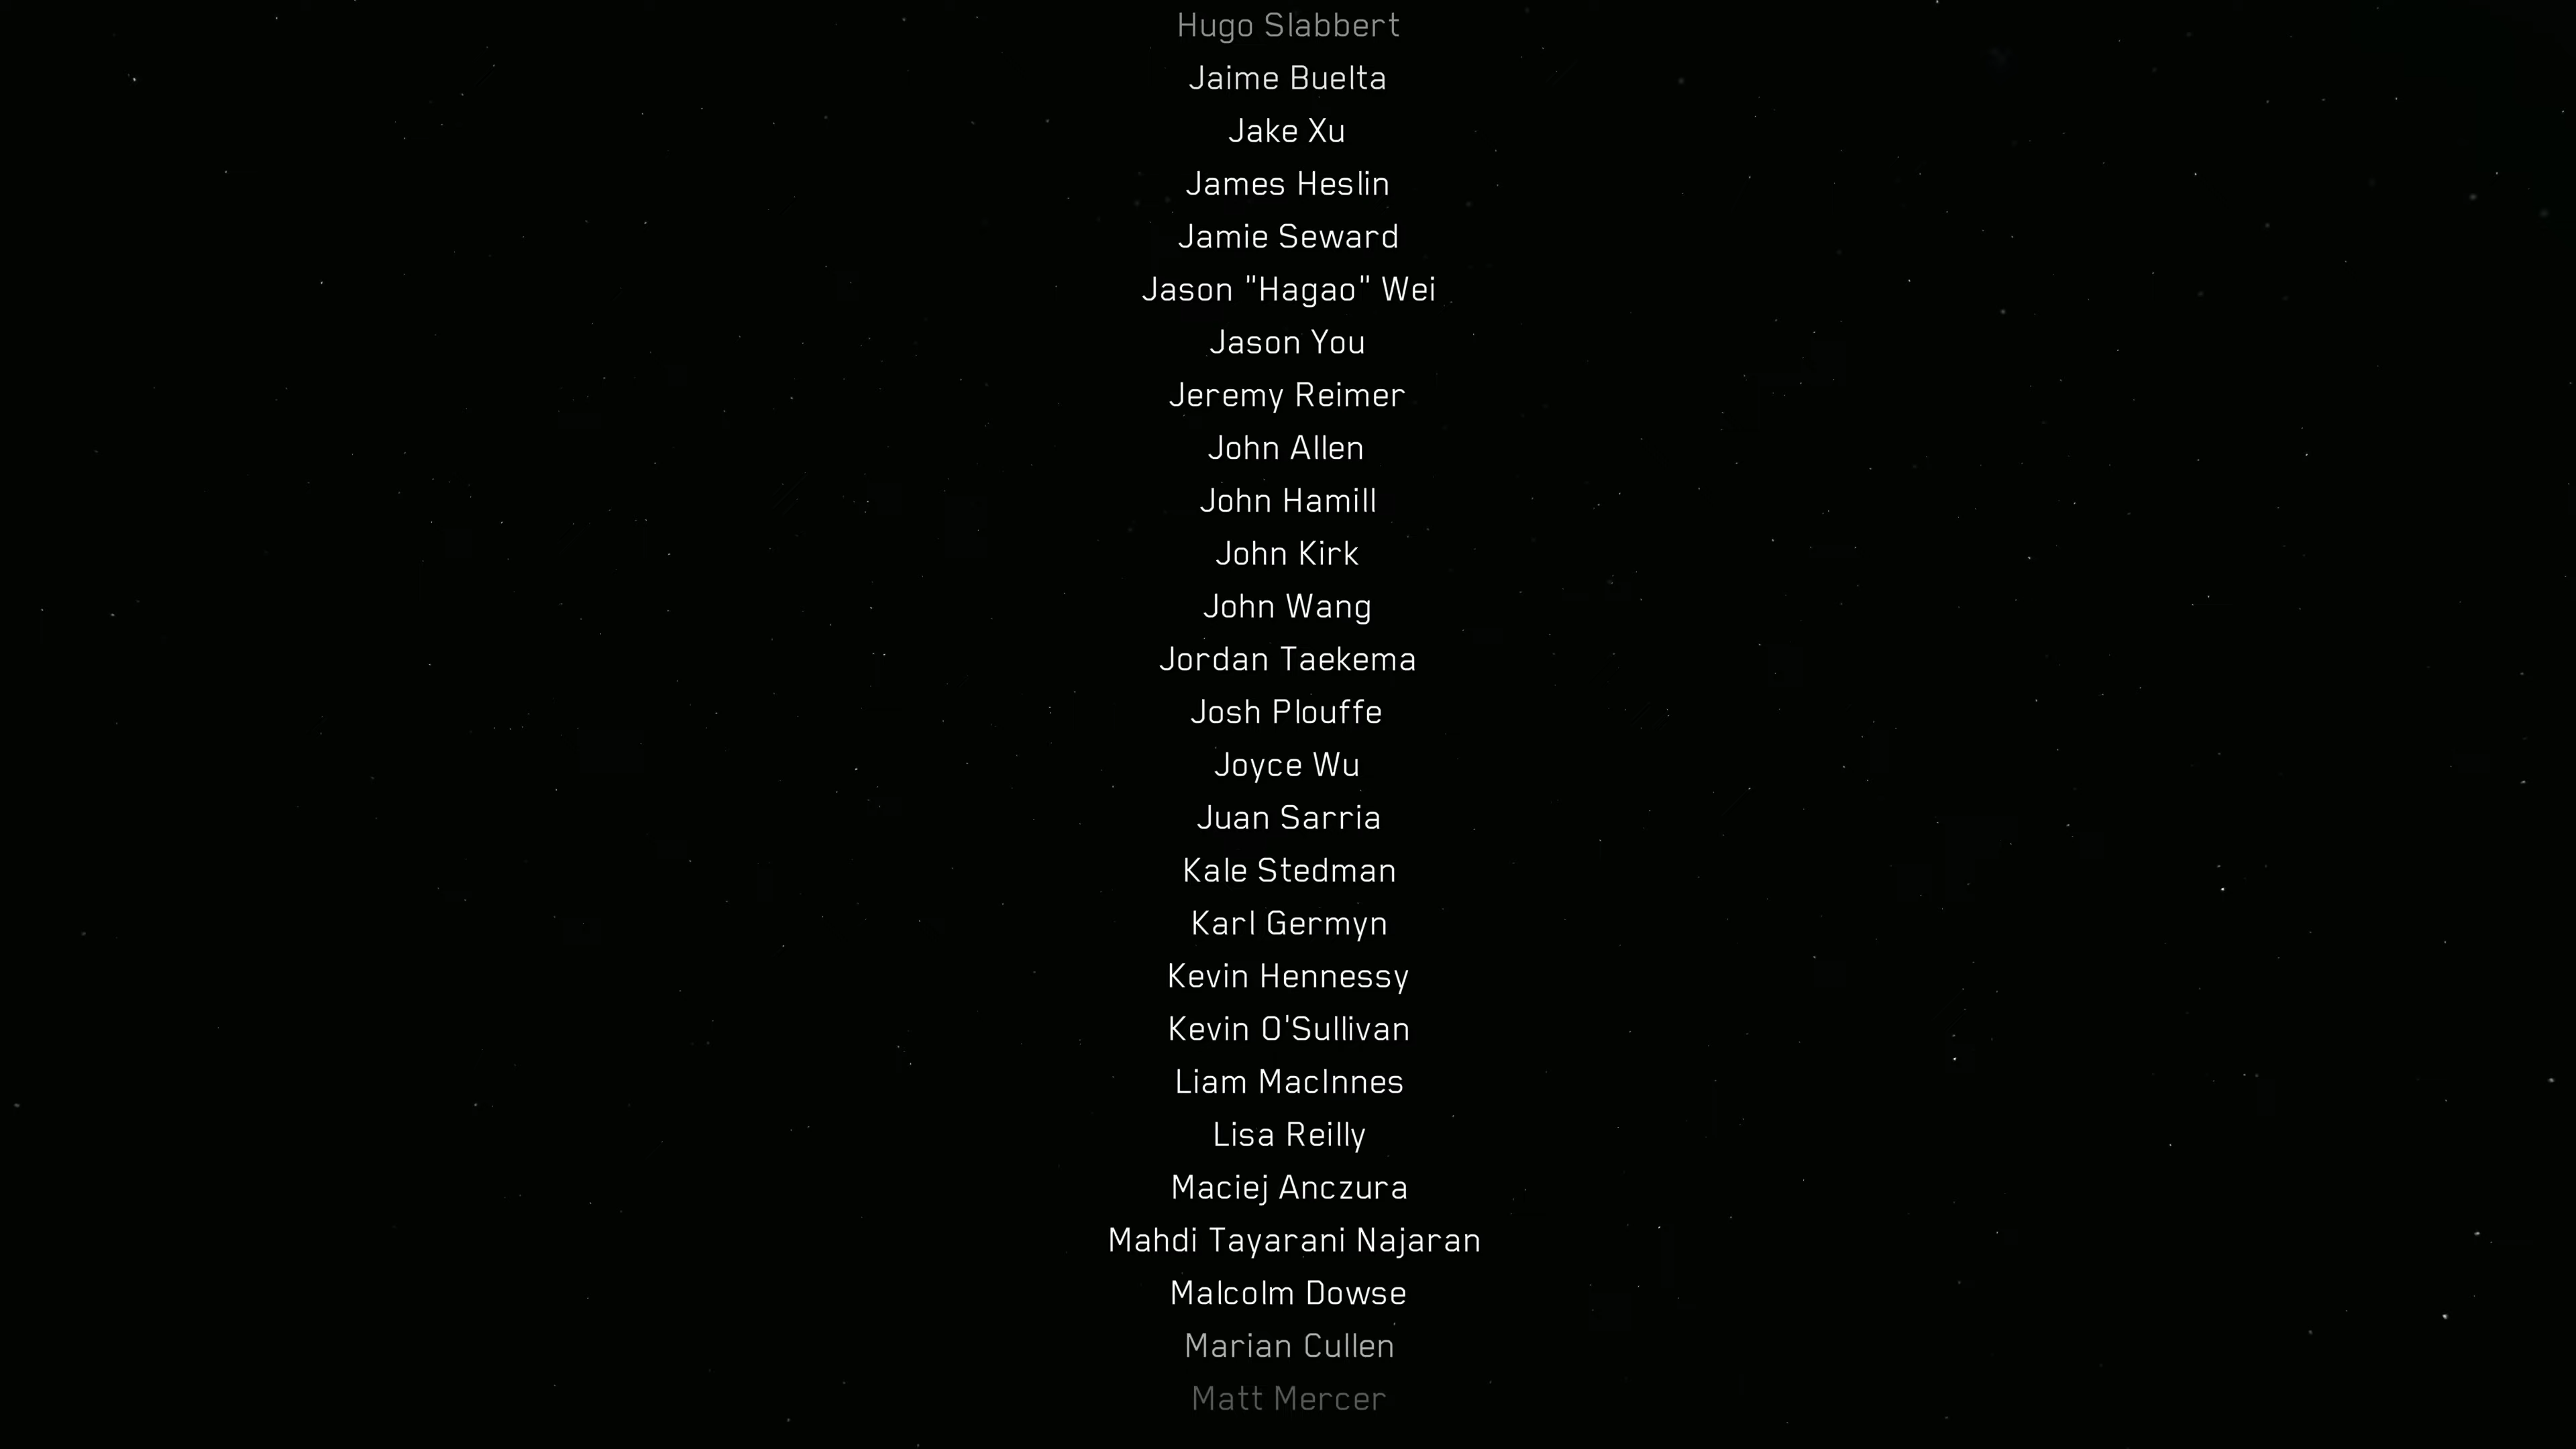 Hugo Slabbert
Jaime Buelta
Jake Xu
James Heslin
Jamie Seward
Jason "Hagao" Wei
Jason You
Jeremy Reimer
John Allen
John Hamill
John Kirk
John Wang
Jordan Taekema
Josh Plouffe
Joyce Wu
Juan Sarria
Kale Stedman
Karl Germyn
Kevin Hennessy
Kevin O'Sullivan
Liam MacInnes
Lisa Reilly
Maciej Anczura
Mahdi Tayarani Najaran
Malcolm Dowse
Marian Cullen
Matt Mercer